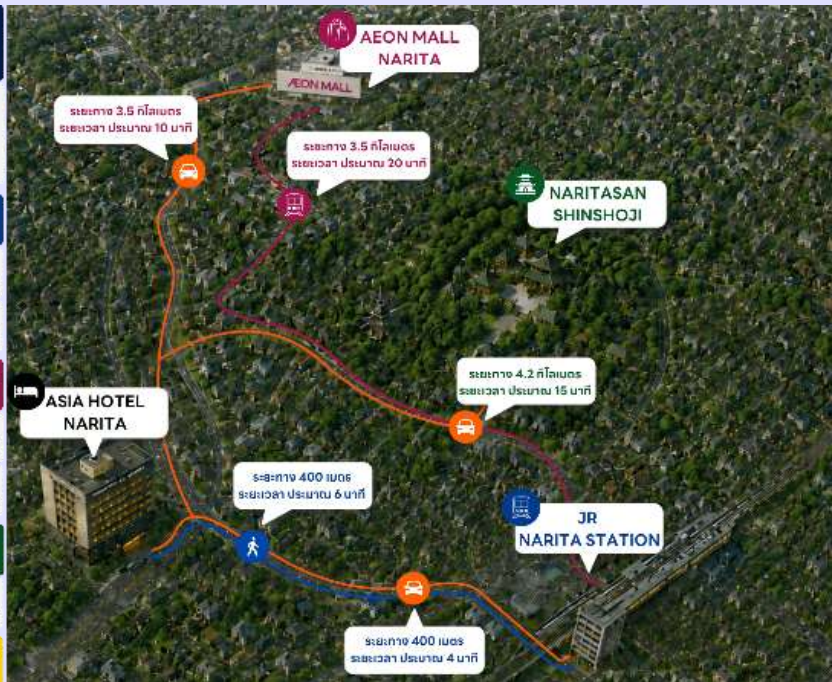 AEON MALL
NARITA
ÆON MALL
ระยะทาง 3.5 กิโลเมตร
ระยะเวลา ประมาณ 10 นาที
ระยะทาง 3.5 กิโลเมตร
ระยะเวลา ประมาณ 20 นาที
NARITASAN
SHINSHOJI
ระยะทาง 4.2 กิโลเมตร
ระยะเวลา ประมาณ 15 นาที
ASIA HOTEL
NARITA
ระยะทาง 400 เมตร
ระยะเวลา ประมาณ 6 นาที
JR
NARITA STATION
ระยะทาง 400 เมตร
ระยะเวลา ประมาณ 4 นาที